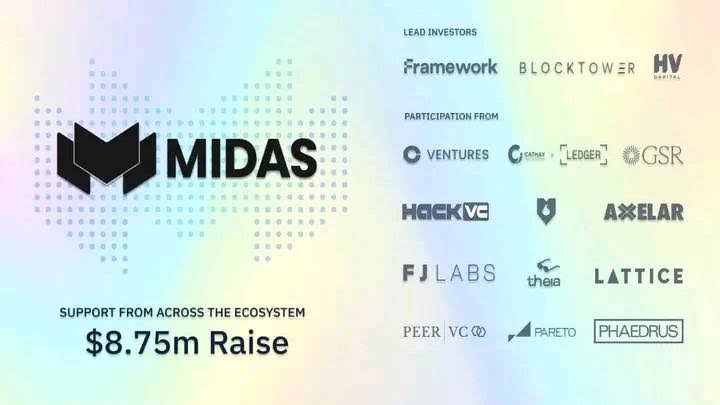 MIDAS
SUPPORT FROM ACROSS THE ECOSYSTEM
$8.75m Raise
LEAD INVESTORS
Framework BLOCKTOWER HV CAPITAL
PARTICIPATION FROM
VENTURES CATHAY x LEDGER GSR
HACK VC AXELAR
FJ LABS theia LATTICE
PEER VC PARETO PHAEDRUS